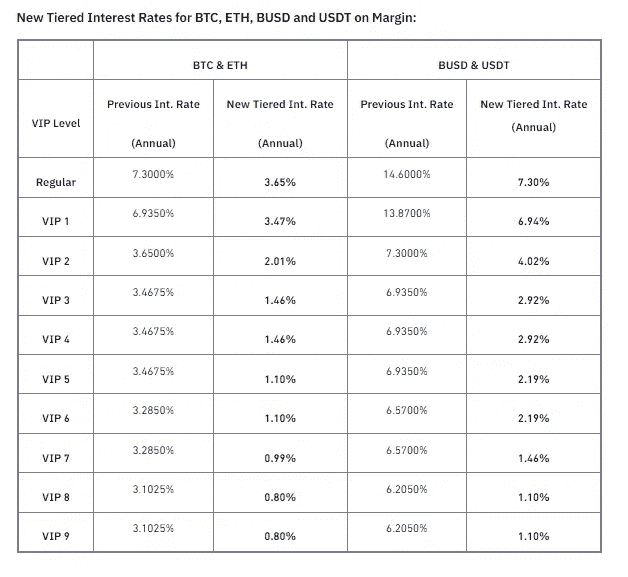 New Tiered Interest Rates for BTC, ETH, BUSD and USDT on Margin:
BTC & ETH BUSD & USDT
VIP Level Previous Int. Rate (Annual) New Tiered Int. Rate (Annual) Previous Int. Rate (Annual) New Tiered Int. Rate (Annual)
Regular 7.3000% 3.65% 14.6000% 7.30%
VIP 1 6.9350% 3.47% 13.8700% 6.94%
VIP 2 3.6500% 2.01% 7.3000% 4.02%
VIP 3 3.4675% 1.46% 6.9350% 2.92%
VIP 4 3.4675% 1.46% 6.9350% 2.92%
VIP 5 3.4675% 1.10% 6.9350% 2.19%
VIP 6 3.2850% 1.10% 6.5700% 2.19%
VIP 7 3.2850% 0.99% 6.5700% 1.46%
VIP 8 3.1025% 0.80% 6.2050% 1.10%
VIP 9 3.1025% 0.80% 6.2050% 1.10%